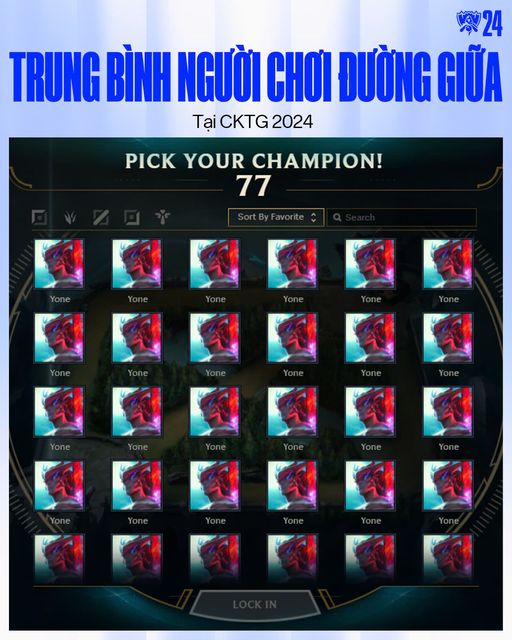 24
TRUNG BÌNH NGƯỜI CHƠI ĐƯỜNG GIỮA
Tại CKTG 2024
PICK YOUR CHAMPION!
77
Sort By Favorite Search
Yone Yone Yone Yone Yone Yone
Yone Yone Yone Yone Yone Yone
Yone Yone Yone Yone Yone Yone
Yone Yone Yone Yone Yone Yone
LOCK IN